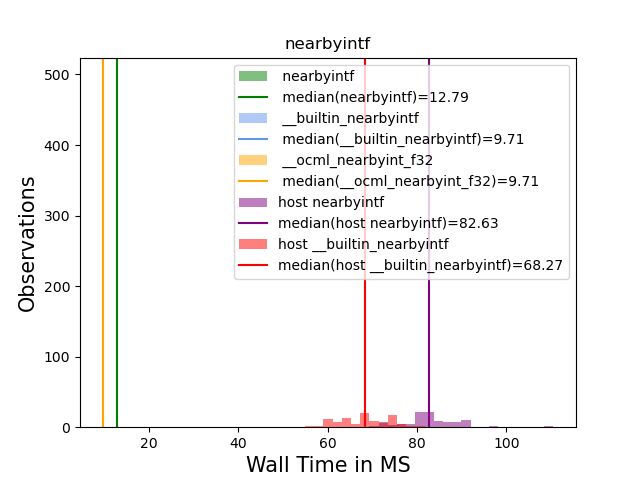 nearbyintf
500
400
300
200
100
0
Observations
nearbyintf
median(nearbyintf)=12.79
__builtin_nearbyintf
median(__builtin_nearbyintf)=9.71
__ocml_nearbyint_f32
median(__ocml_nearbyint_f32)=9.71
host nearbyintf
median(host nearbyintf)=82.63
host __builtin_nearbyintf
median(host __builtin_nearbyintf)=68.27
20 40 60 80 100
Wall Time in MS